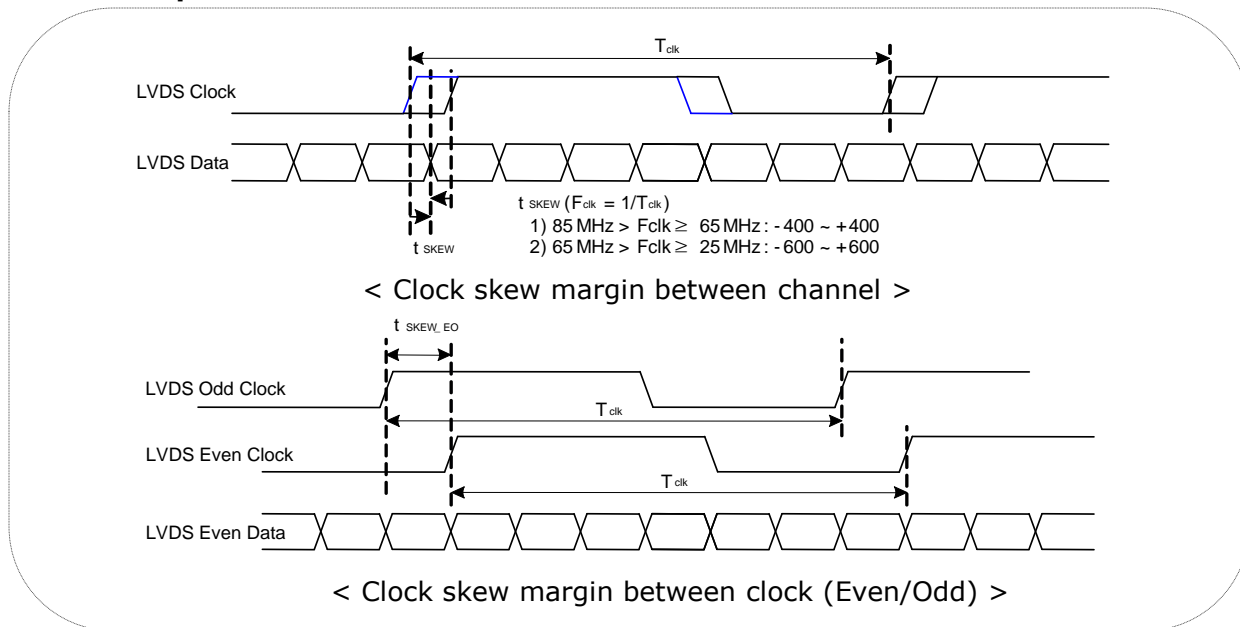 Tclk
LVDS Clock
LVDS Data
t SKEW (Fclk = 1/Tclk)
1) 85 MHz > Fclk ≥ 65 MHz : -400 ~ +400
2) 65 MHz > Fclk ≥ 25 MHz : -600 ~ +600
t SKEW
< Clock skew margin between channel >
t SKEW_EO
LVDS Odd Clock
Tclk
LVDS Even Clock
Tclk
LVDS Even Data
< Clock skew margin between clock (Even/Odd) >